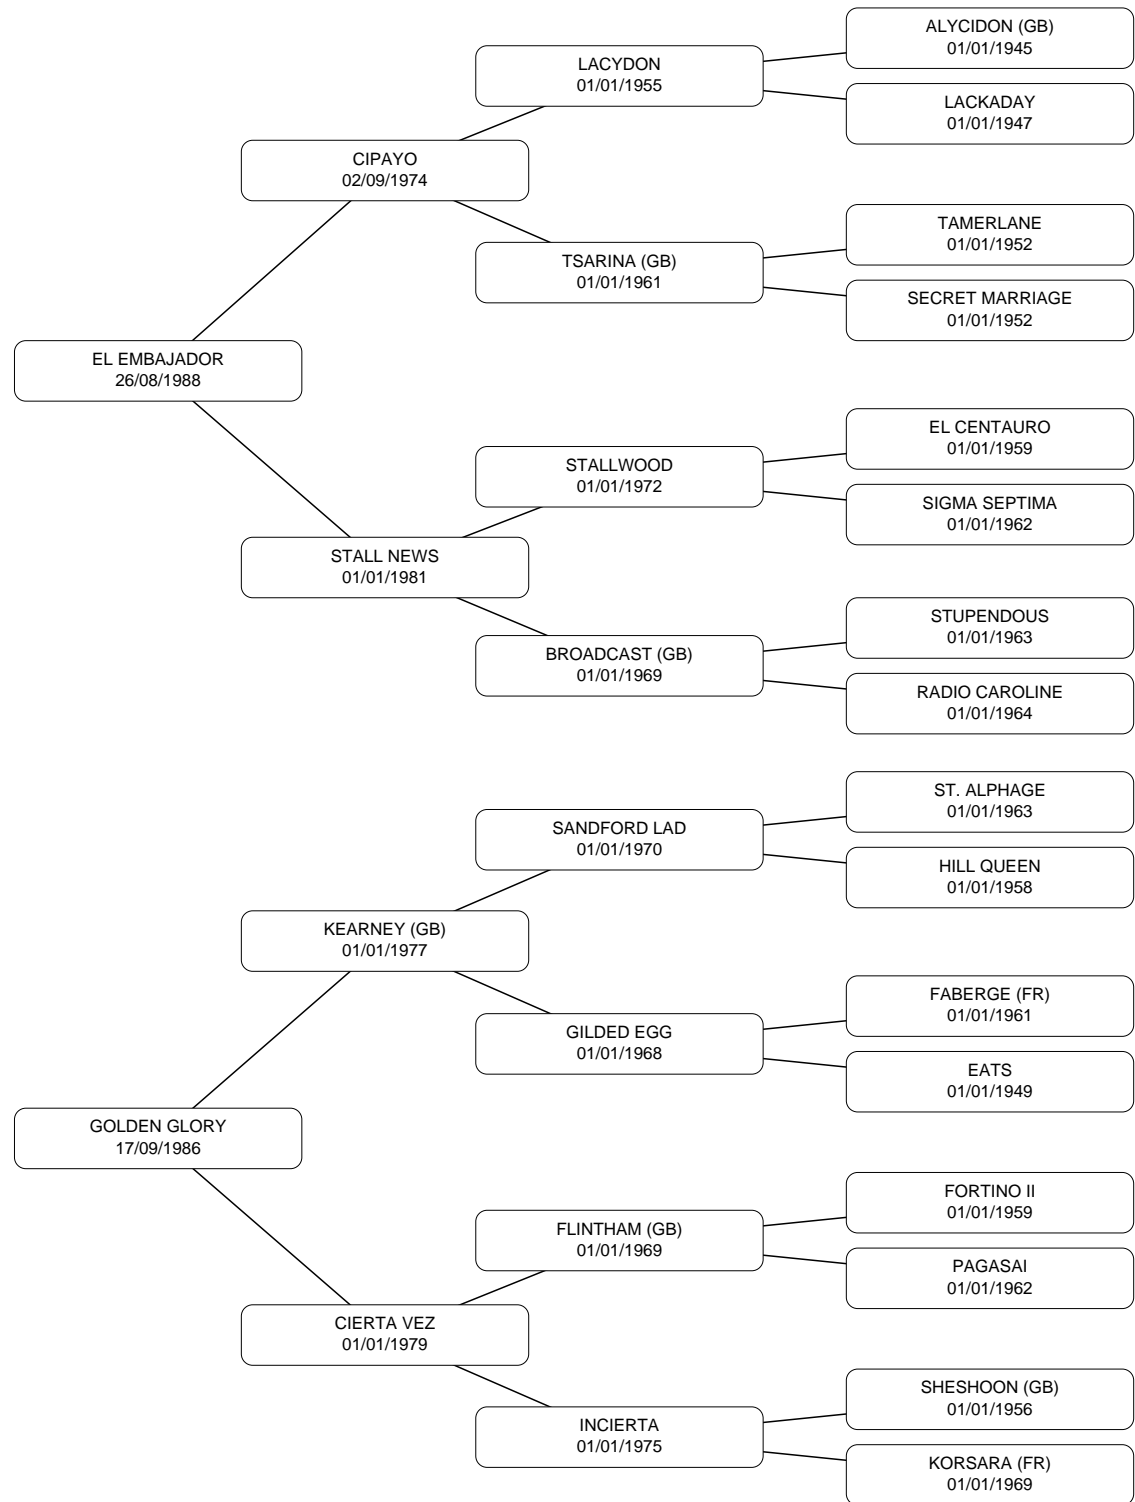 ALYCIDON (GB)
01/01/1945
LACYDON
01/01/1955
LACKADAY
01/01/1947
CIPAYO
02/09/1974
TAMERLANE
01/01/1952
TSARINA (GB)
01/01/1961
SECRET MARRIAGE
01/01/1952
EL EMBAJADOR
26/08/1988
EL CENTAURO
01/01/1959
STALLWOOD
01/01/1972
SIGMA SEPTIMA
01/01/1962
STALL NEWS
01/01/1981
STUPENDOUS
01/01/1963
BROADCAST (GB)
01/01/1969
RADIO CAROLINE
01/01/1964
ST. ALPHAGE
01/01/1963
SANDFORD LAD
01/01/1970
HILL QUEEN
01/01/1958
KEARNEY (GB)
01/01/1977
FABERGE (FR)
01/01/1961
GILDED EGG
01/01/1968
EATS
01/01/1949
GOLDEN GLORY
17/09/1986
FORTINO II
01/01/1959
FLINTHAM (GB)
01/01/1969
PAGASAI
01/01/1962
CIERTA VEZ
01/01/1979
SHESHOON (GB)
01/01/1956
INCIERTA
01/01/1975
KORSARA (FR)
01/01/1969